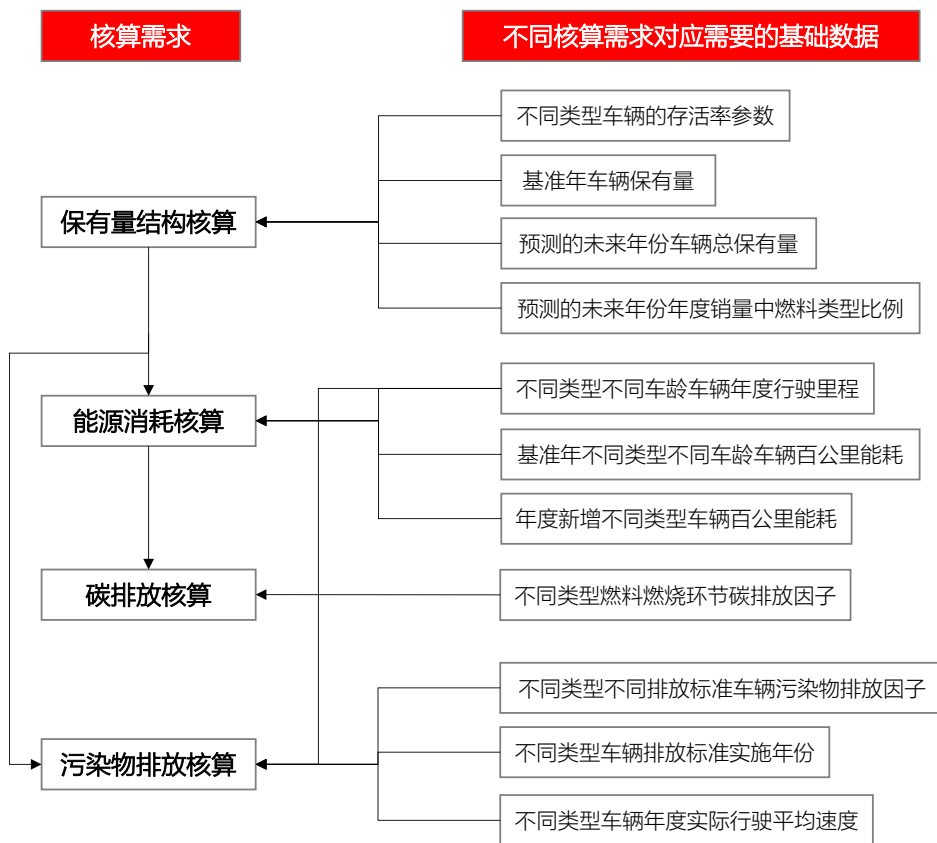 核算需求
不同核算需求对应需要的基础数据
不同类型车辆的存活率参数
基准年车辆保有量
保有量结构核算
预测的未来年份车辆总保有量
预测的未来年份年度销量中燃料类型比例
不同类型不同车龄车辆年度行驶里程
能源消耗核算
基准年不同类型不同车龄车辆百公里能耗
年度新增不同类型车辆百公里能耗
碳排放核算
不同类型燃料燃烧环节碳排放因子
不同类型不同排放标准车辆污染物排放因子
污染物排放核算
不同类型车辆排放标准实施年份
不同类型车辆年度实际行驶平均速度